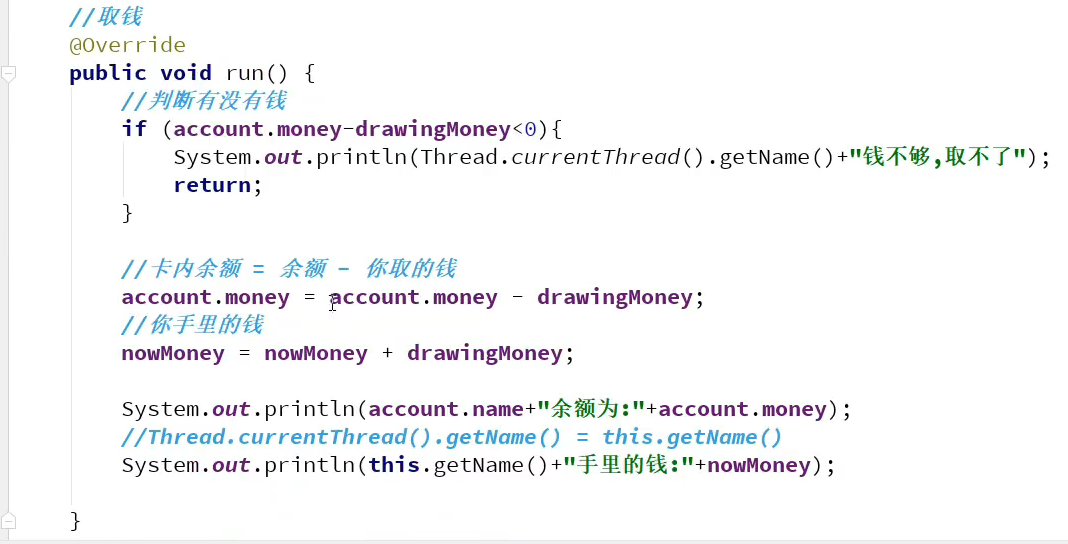 //取钱
@Override
public void run() {
//判断有没有钱
if (account.money-drawingMoney<0){
System.out.println(Thread.currentThread().getName()+"钱不够,取不了");
return;
}
//卡内余额 = 余额 - 你取的钱
account.money = account.money - drawingMoney;
//你手里的钱
nowMoney = nowMoney + drawingMoney;
System.out.println(account.name+"余额为:"+account.money);
//Thread.currentThread().getName() = this.getName()
System.out.println(this.getName()+"手里的钱:"+nowMoney);
}